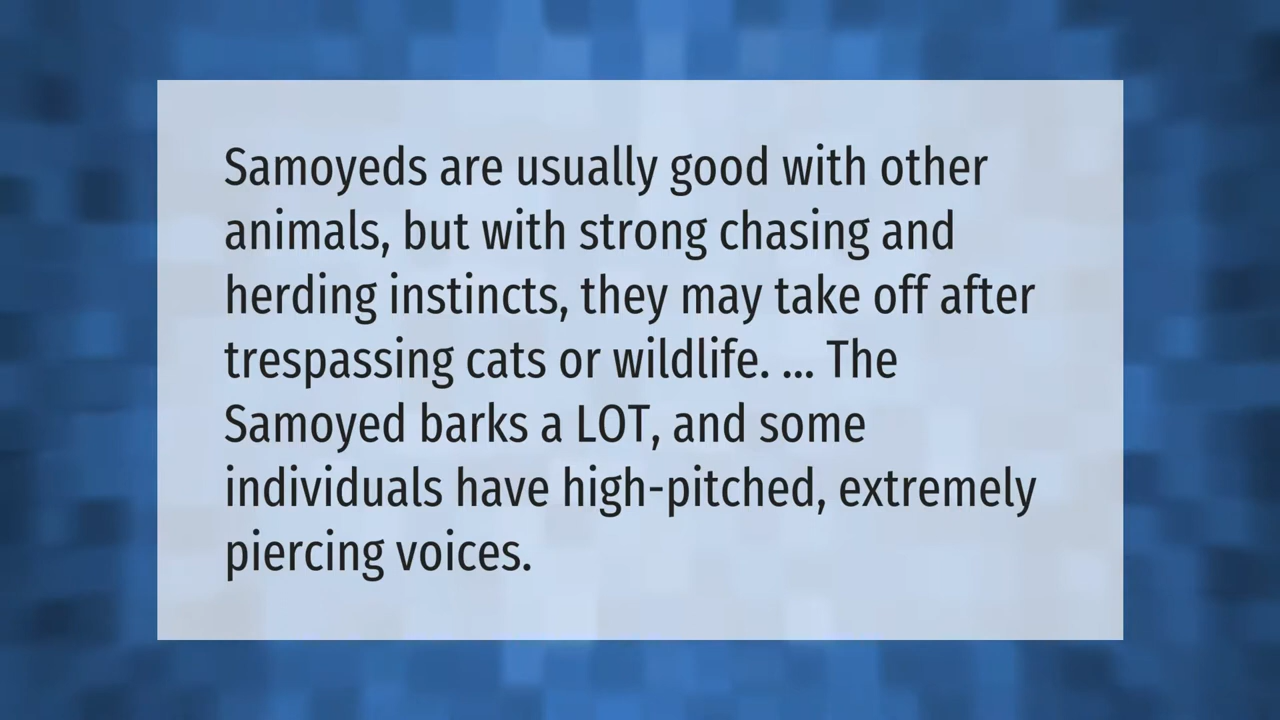 Samoyeds are usually good with other
animals, but with strong chasing and
herding instincts, they may take off after
trespassing cats or wildlife. ... The
Samoyed barks a LOT, and some
individuals have high-pitched, extremely
piercing voices.